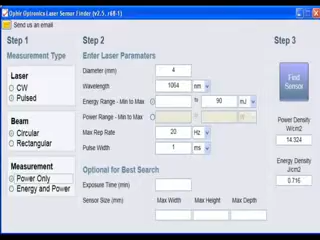 Ophir Optronics Laser Sensor Finder (v2.5, r68-1)
Send us an email
Step 1
Step 2
Step 3
Measurement Type
Enter Laser Paramaters
Laser
CW
Pulsed
Beam
Circular
Rectangular
Measurement
Power Only
Energy and Power
Diameter (mm) 4
Wavelength 1064 nm
Energy Range - Min to Max to 90 mJ
Power Range - Min to Max to
Max Rep Rate 20 Hz
Pulse Width 1 ms
Optional for Best Search
Exposure Time (mm)
Sensor Size (mm) Max Width Max Height Max Depth
Find Sensor
Power Density
W/cm2
14.324
Energy Density
J/cm2
0.716